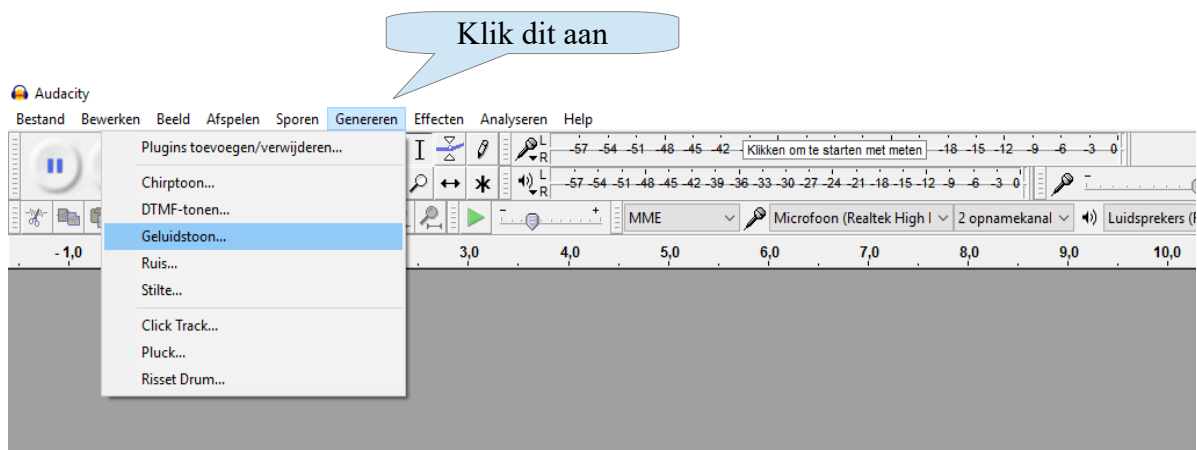 Klik dit aan
Audacity
Bestand Bewerken Beeld Afspelen Sporen Genereren Effecten Analyseren Help
Plugins toevoegen/verwijderen...
L
R
-57 -54 -51 -48 -45 -42 Klikken om te starten met meten -18 -15 -12 -9 -6 -3 0
Chirptoon...
L
R
-57 -54 -51 -48 -45 -42 -39 -36 -33 -30 -27 -24 -21 -18 -15 -12 -9 -6 -3 0
DTMF-tonen...
MME Microfoon (Realtek High 2 opnamekanal Luidsprekers
Geluidstoon...
-1,0 3,0 4,0 5,0 6,0 7,0 8,0 9,0 10,0
Ruis...
Stilte...
Click Track...
Pluck...
Risset Drum...